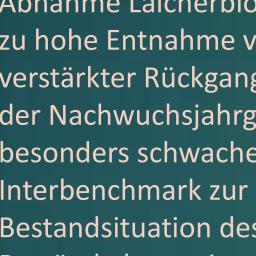 Abnahme Laicherbio
zu hohe Entnahme v
verstärkter Rückgang
der Nachwuchsjahrg
besonders schwache
Interbenchmark zur
Bestandsituation des